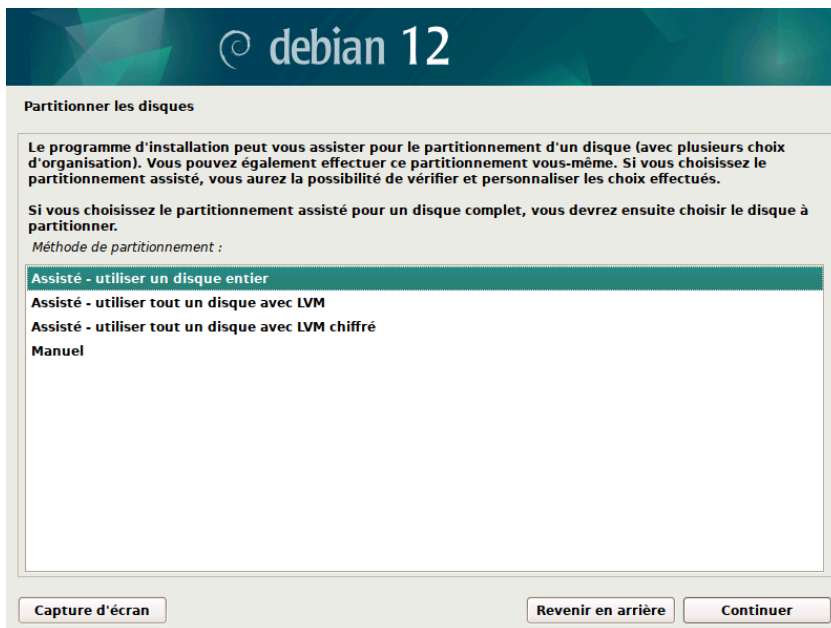 debian 12
Partitionner les disques
Le programme d'installation peut vous assister pour le partitionnement d'un disque (avec plusieurs choix
d'organisation). Vous pouvez également effectuer ce partitionnement vous-même. Si vous choisissez le
partitionnement assisté, vous aurez la possibilité de vérifier et personnaliser les choix effectués.
Si vous choisissez le partitionnement assisté pour un disque complet, vous devrez ensuite choisir le disque à
partitionner.
Méthode de partitionnement :
Assisté - utiliser un disque entier
Assisté - utiliser tout un disque avec LVM
Assisté - utiliser tout un disque avec LVM chiffré
Manuel
Capture d'écran
Revenir en arrière
Continuer